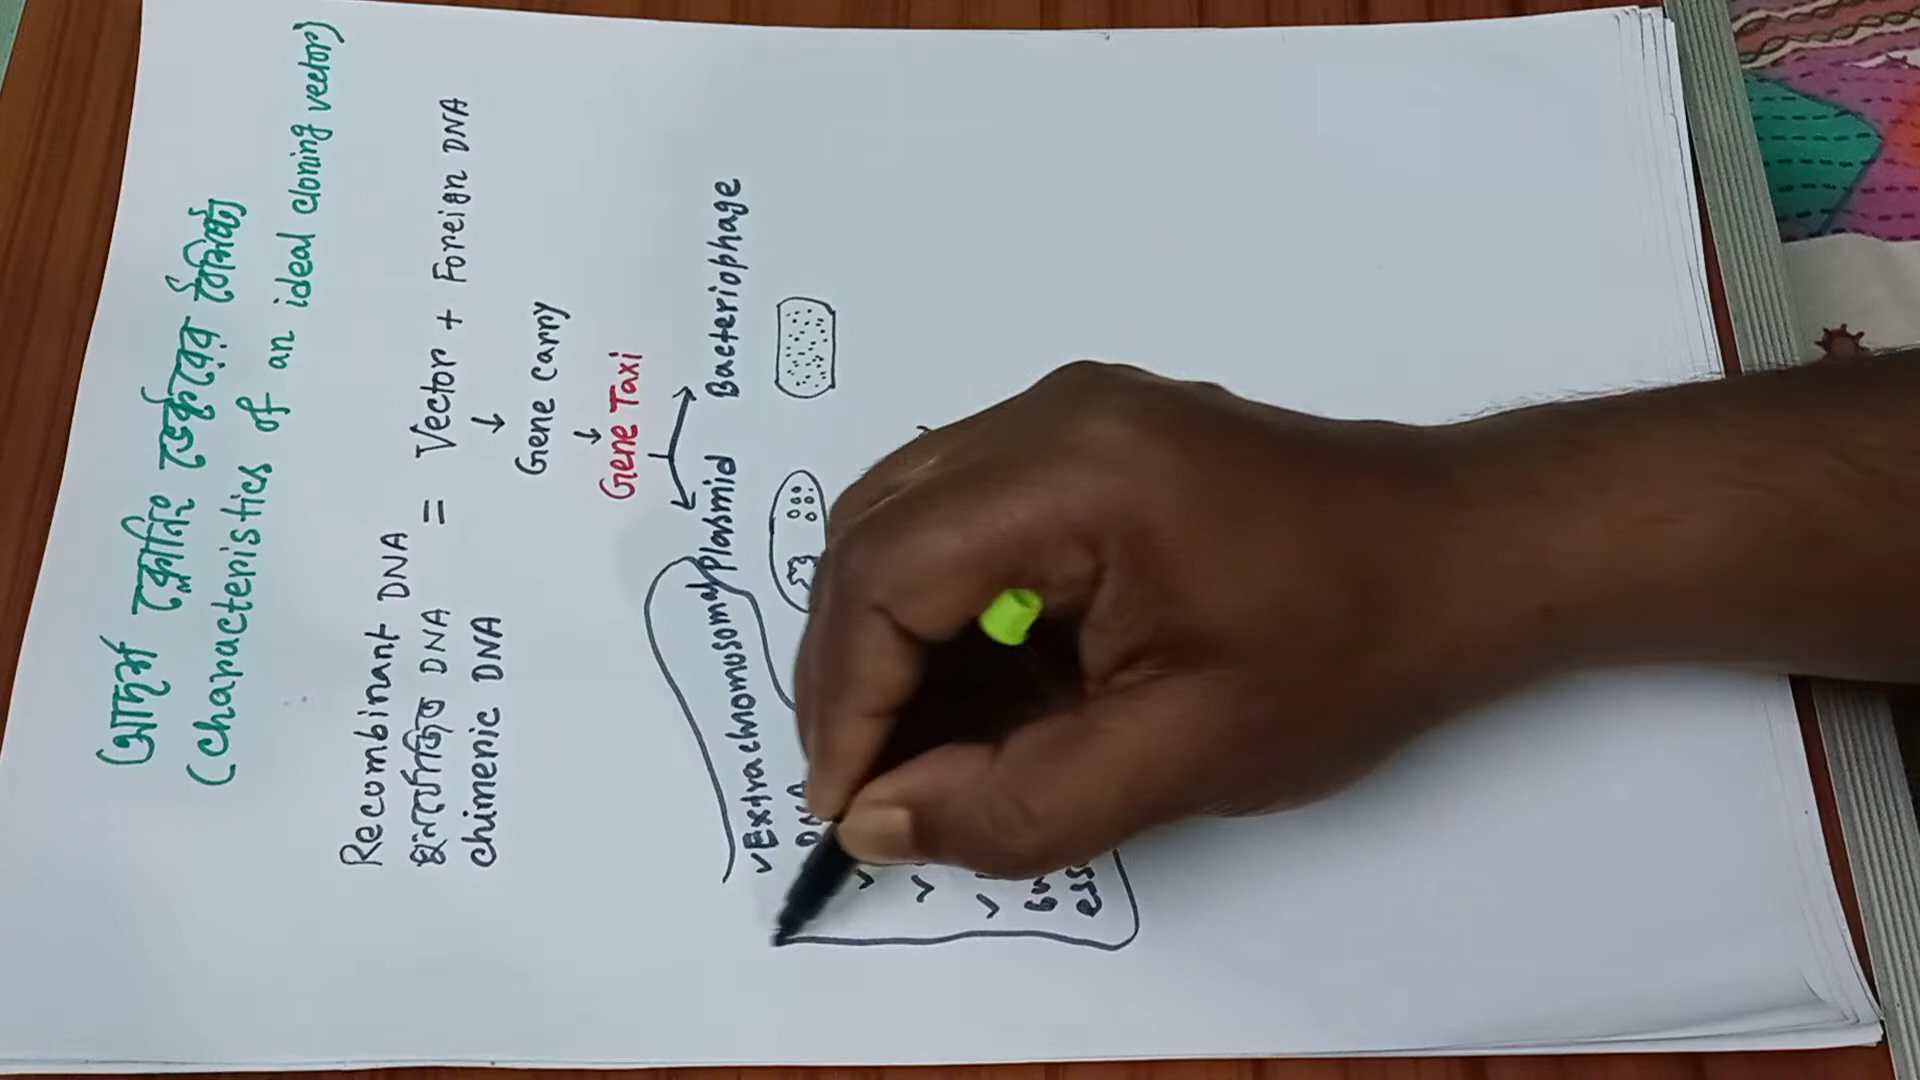 আদর্শ ক্লোনিং ভেক্টরের বৈশিষ্ট্য
(characteristics of an ideal cloning vector)
Recombinant DNA
পুনর্যোজিত DNA = Vector + Foreign DNA
chimeric DNA
↓
Gene carry
↓
Gene Taxi
Plasmid Bacteriophage
✓Extrachromosomal
DNA
✓
✓
✓